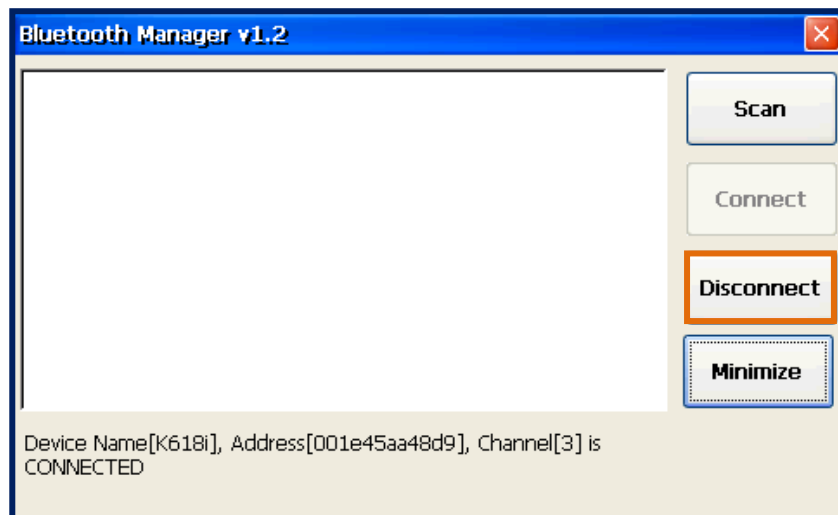 Bluetooth Manager v1.2
Scan
Connect
Disconnect
Minimize
Device Name[K618i], Address[001e45aa48d9], Channel[3] is
CONNECTED